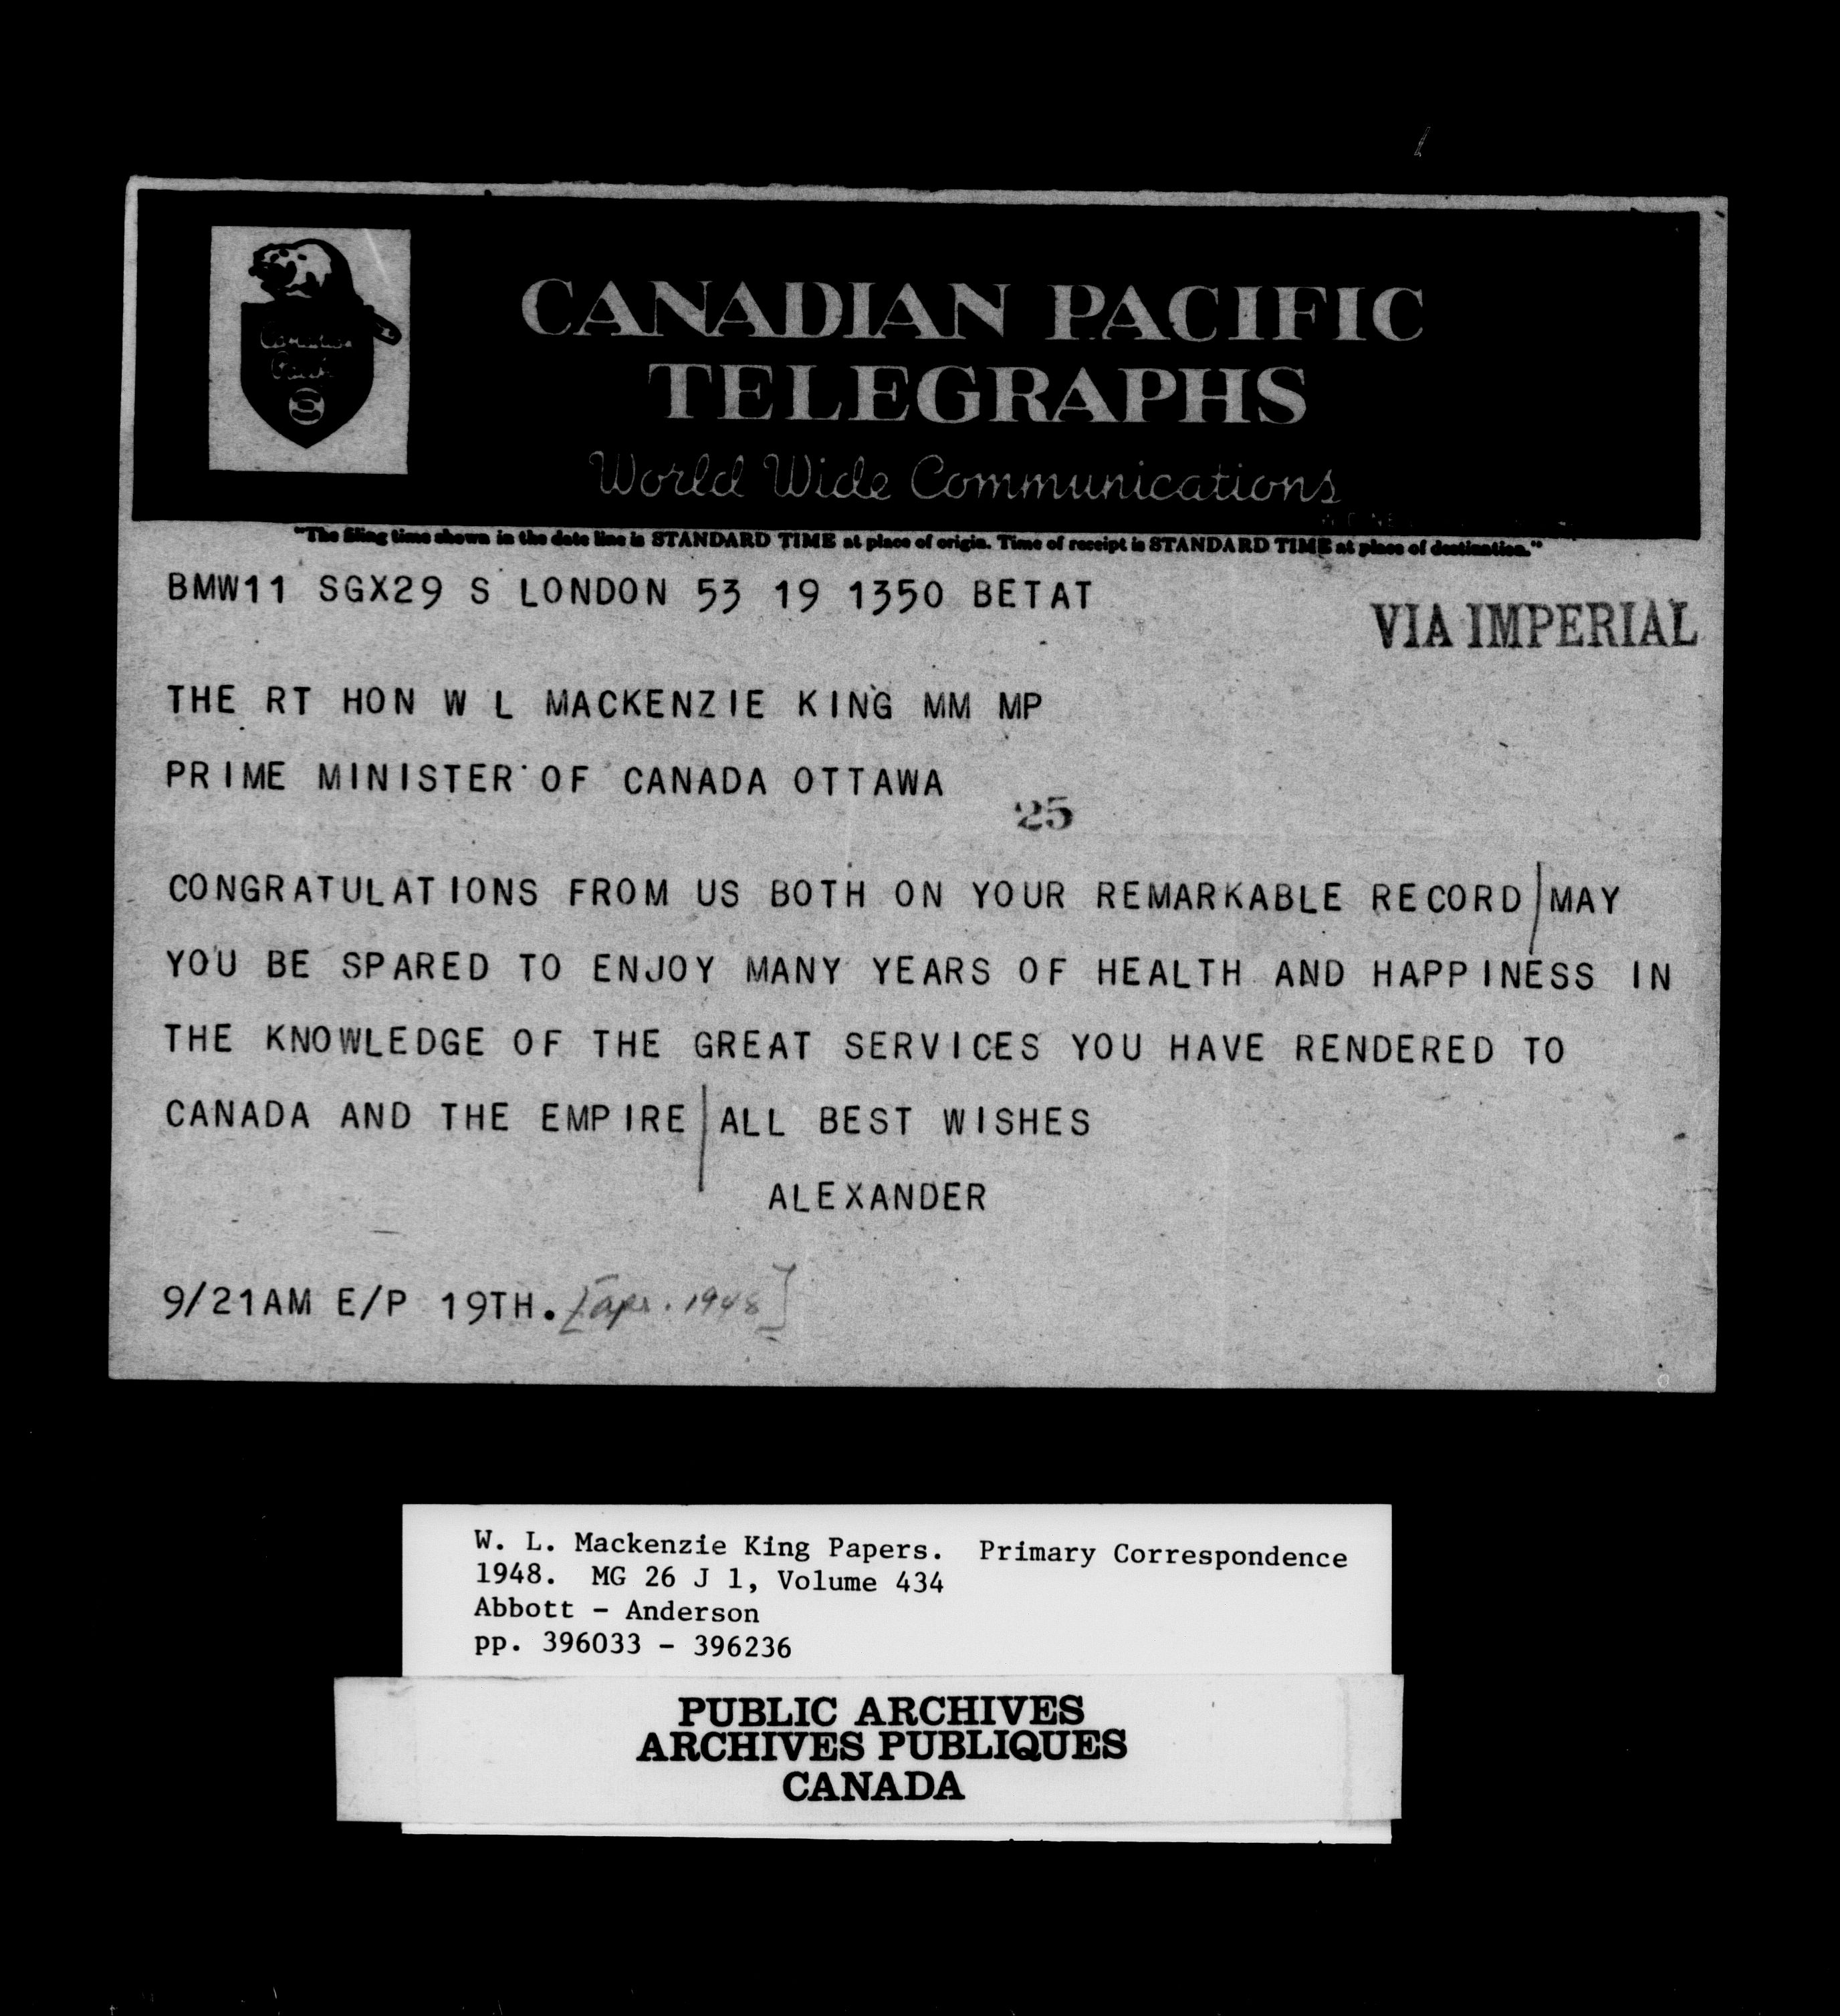 CANADIAN PACIFIC
TELEGRAPHS
World Wide Communications
"The filing time shown in the date line is STANDARD TIME at place of origin. Time of receipt is STANDARD TIME at place of destination."
BMW11 SGX29 S LONDON 53 19 1350 BETAT
VIA IMPERIAL
THE RT HON W L MACKENZIE KING MM MP
PRIME MINISTER OF CANADA OTTAWA
25
CONGRATULATIONS FROM US BOTH ON YOUR REMARKABLE RECORD/MAY
YOU BE SPARED TO ENJOY MANY YEARS OF HEALTH AND HAPPINESS IN
THE KNOWLEDGE OF THE GREAT SERVICES YOU HAVE RENDERED TO
CANADA AND THE EMPIRE/ALL BEST WISHES
ALEXANDER
9/21AM E/P 19TH. [apr. 1948]
W. L. Mackenzie King Papers. Primary Correspondence
1948. MG 26 J 1, Volume 434
Abbott - Anderson
pp. 396033 - 396236
PUBLIC ARCHIVES
ARCHIVES PUBLIQUES
CANADA